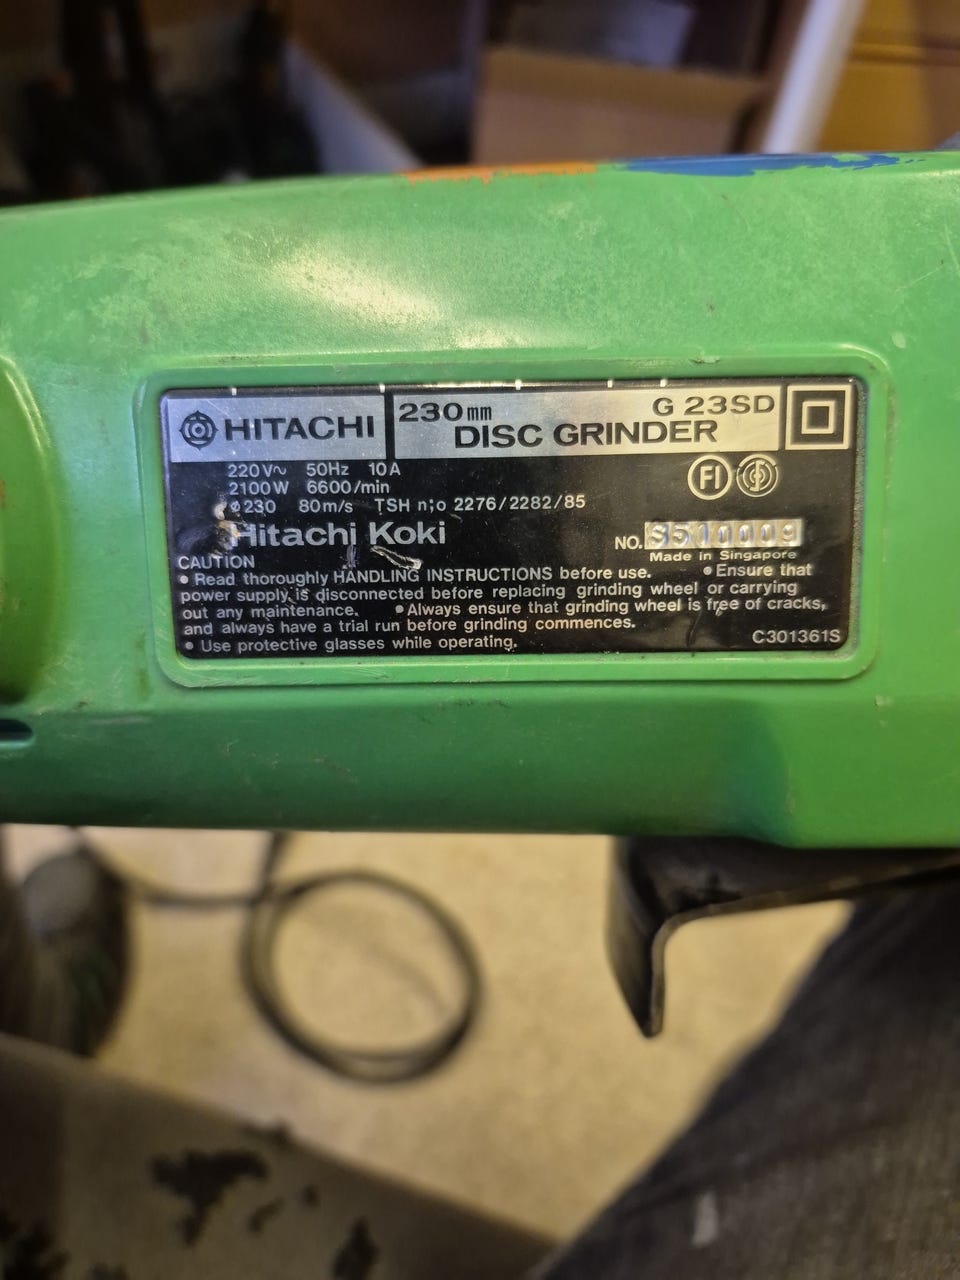 HITACHI
230mm G 23SD
DISC GRINDER
220V~ 50Hz 10A
2100W 6600/min
ø230 80m/s TSH n;o 2276/2282/85
FI
Hitachi Koki
NO. S510009
Made in Singapore
CAUTION
• Read thoroughly HANDLING INSTRUCTIONS before use. • Ensure that
power supply is disconnected before replacing grinding wheel or carrying
out any maintenance. • Always ensure that grinding wheel is free of cracks,
and always have a trial run before grinding commences.
• Use protective glasses while operating.
C301361S